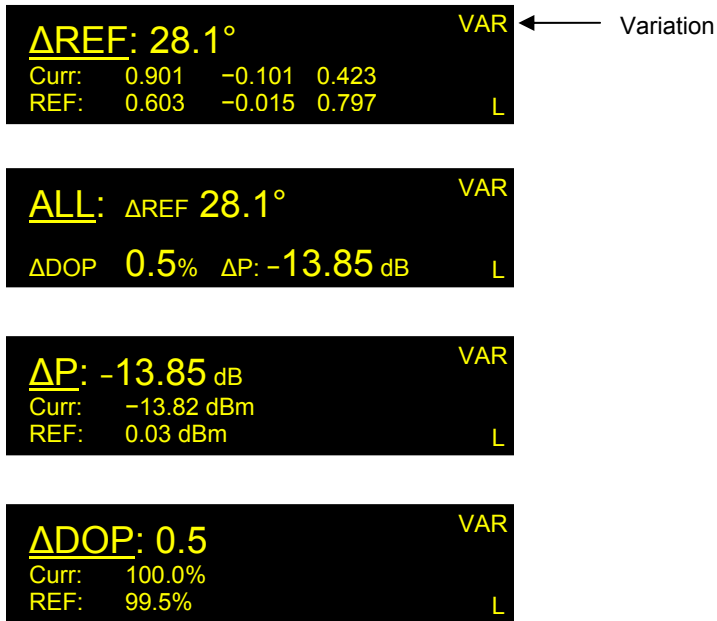 ΔREF: 28.1° VAR Variation
Curr: 0.901 −0.101 0.423
REF: 0.603 −0.015 0.797 L
ALL: ΔREF 28.1° VAR
ΔDOP 0.5% ΔP: −13.85 dB L
ΔP: −13.85 dB VAR
Curr: −13.82 dBm
REF: 0.03 dBm L
ΔDOP: 0.5 VAR
Curr: 100.0%
REF: 99.5% L